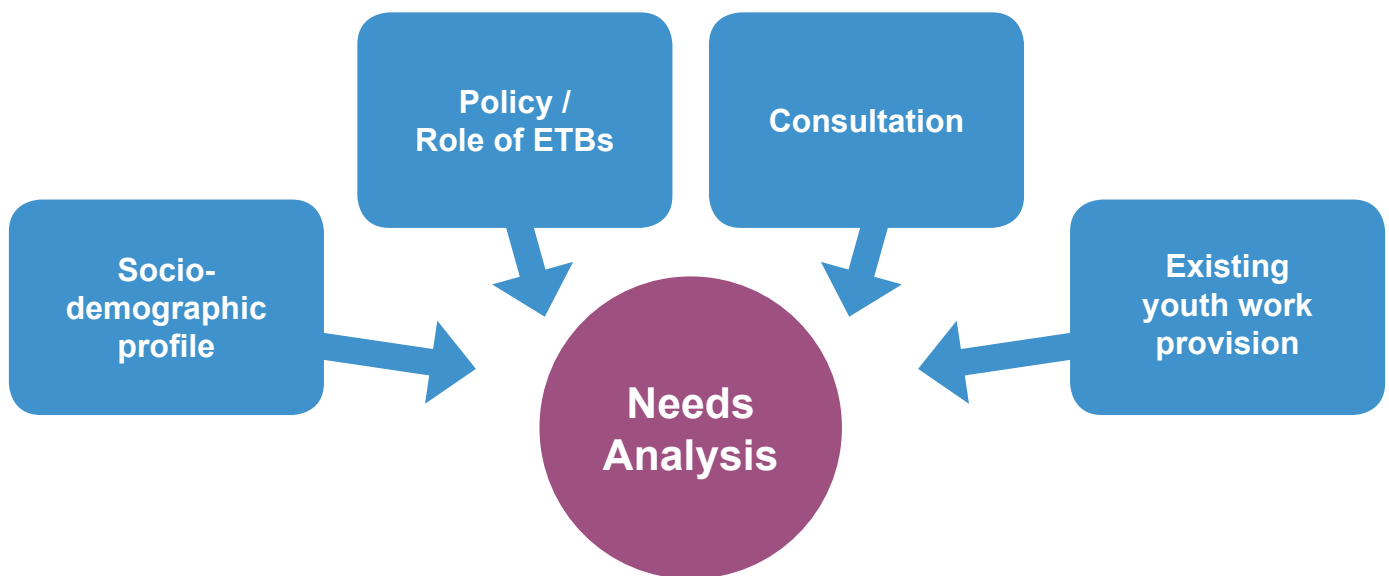 Socio-
demographic
profile
Policy /
Role of ETBs
Consultation
Existing
youth work
provision
Needs
Analysis